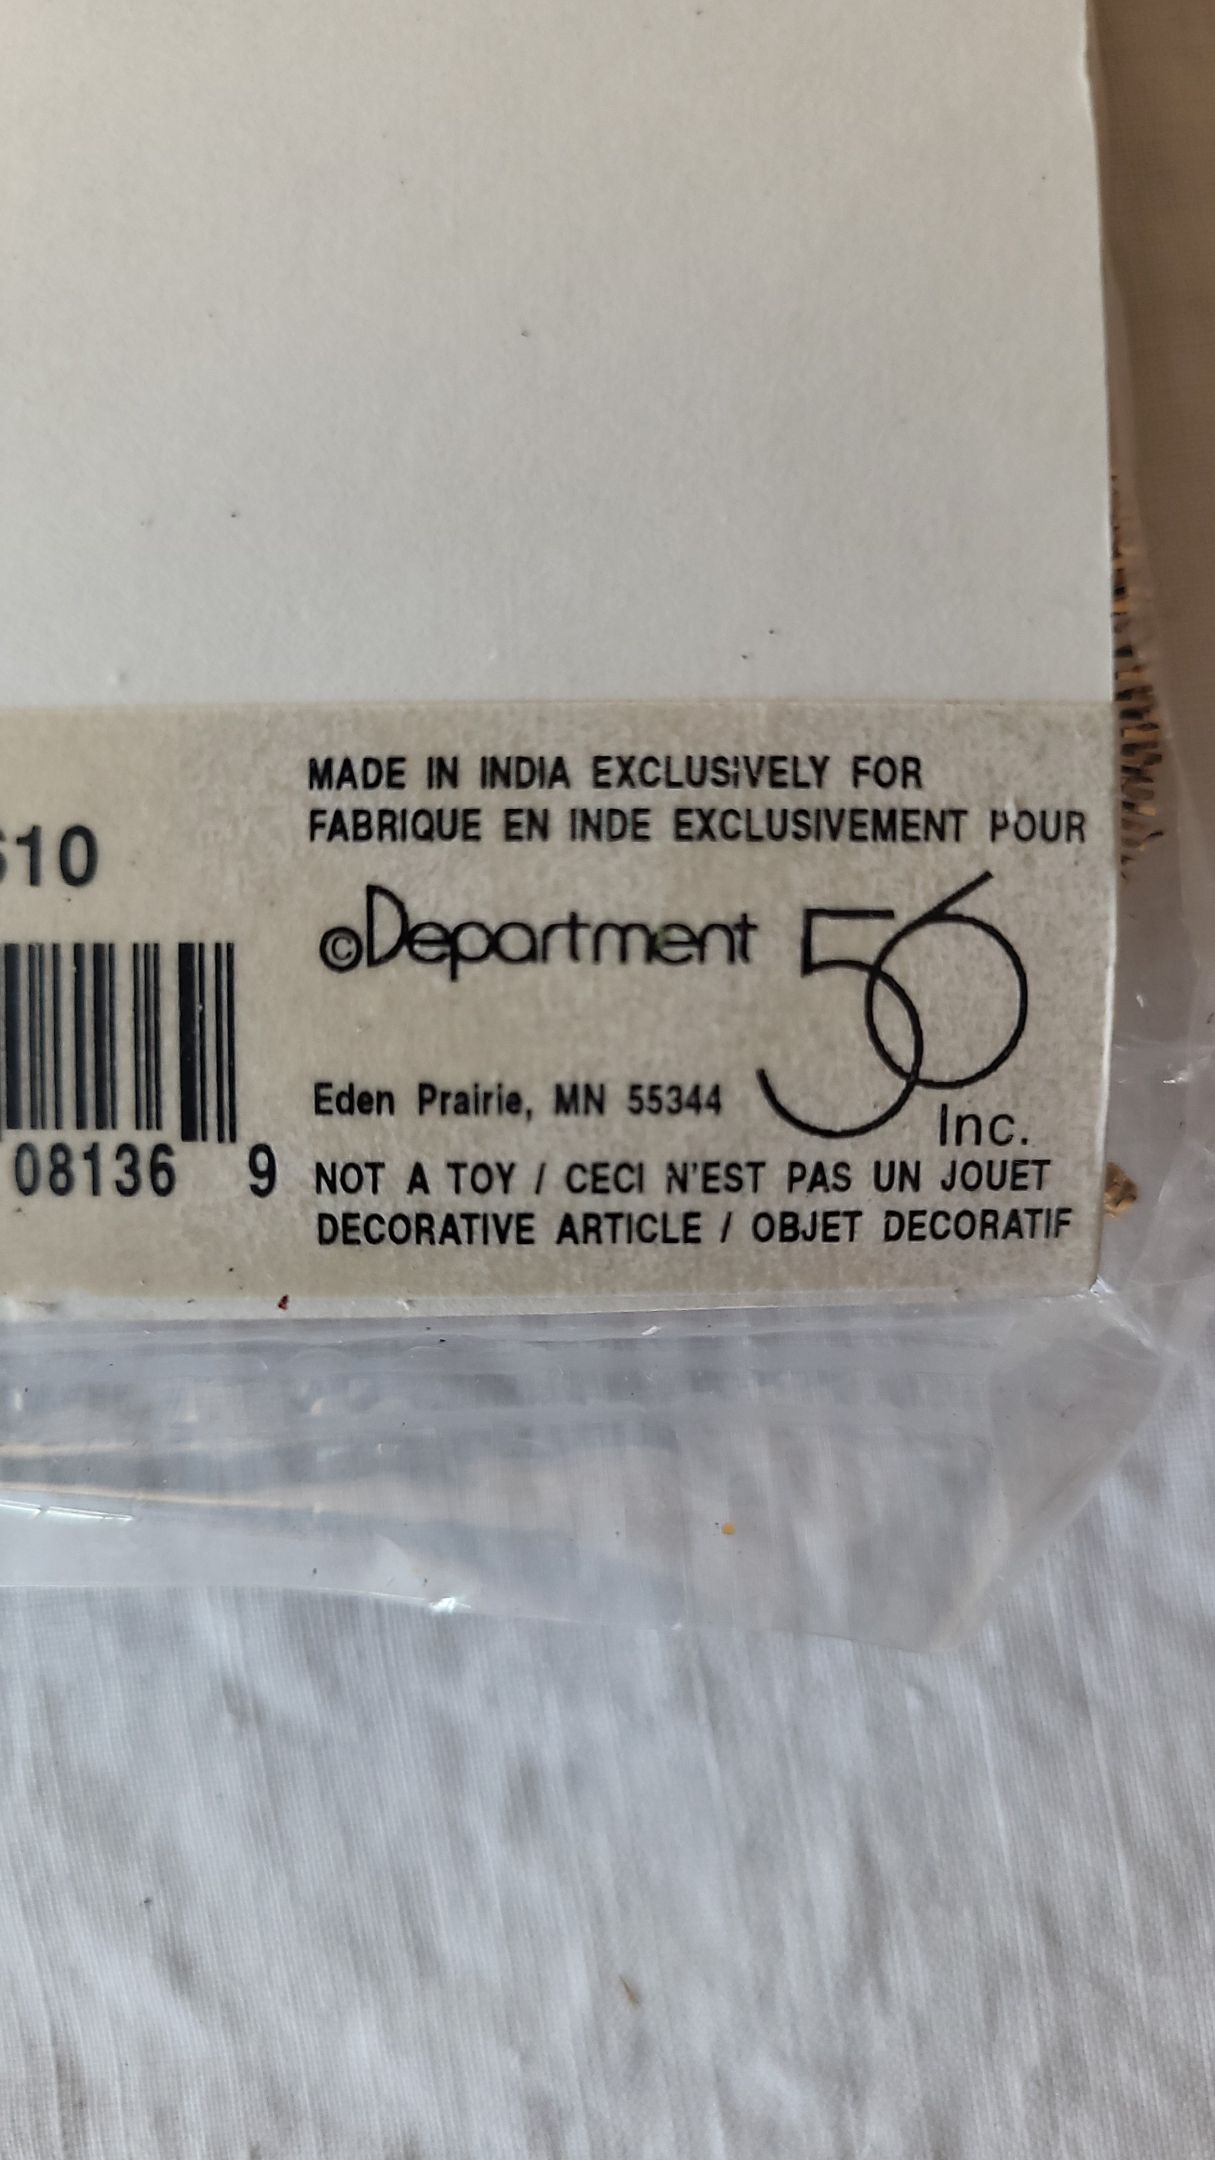 MADE IN INDIA EXCLUSIVELY FOR
FABRIQUE EN INDE EXCLUSIVEMENT POUR
610
©Department 56
Inc.
Eden Prairie, MN 55344
08136 9
NOT A TOY / CECI N'EST PAS UN JOUET
DECORATIVE ARTICLE / OBJET DECORATIF